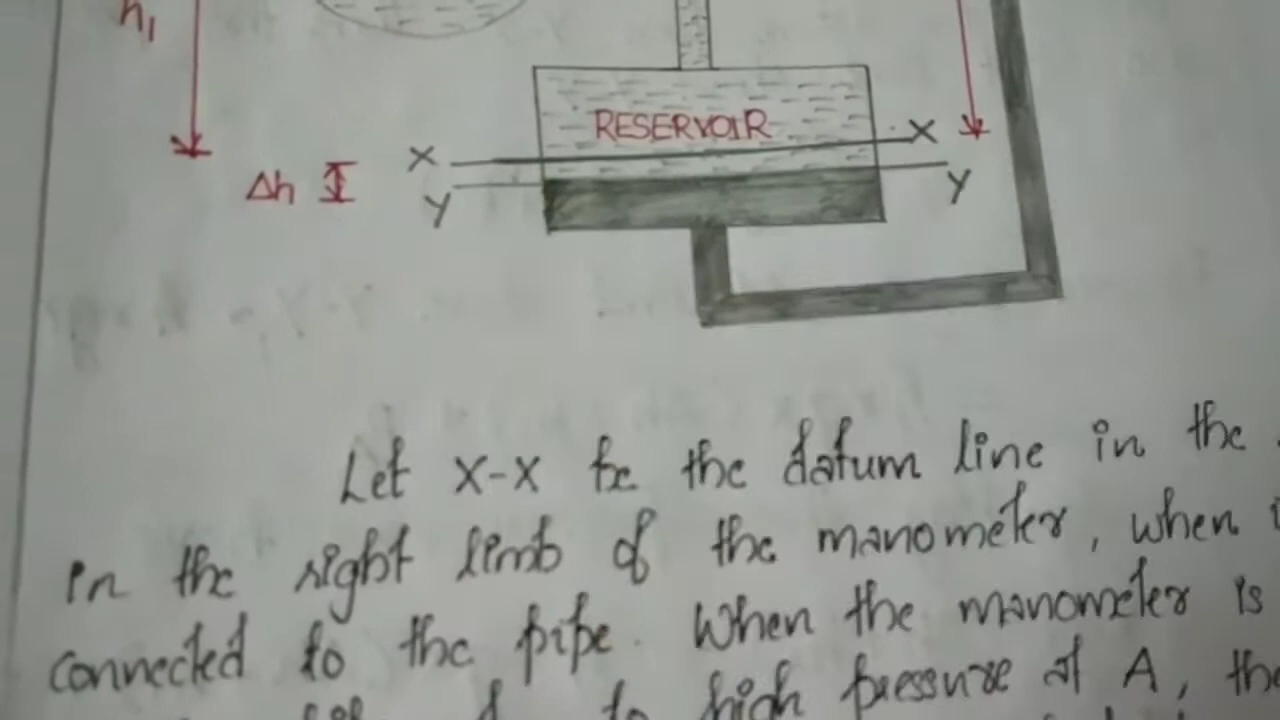 h1
RESERVOIR
X X
Δh
Y Y
Let X-X be the datum line in the
in the right limb of the manometer, when
connected to the pipe. When the manometer is
to high pressure at A, the